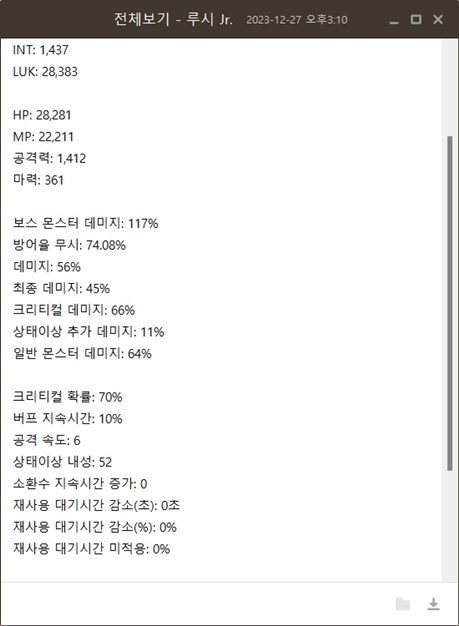 전체보기 - 루시 Jr. 2023-12-27 오후3:10
INT: 1,437
LUK: 28,383
HP: 28,281
MP: 22,211
공격력: 1,412
마력: 361
보스 몬스터 데미지: 117%
방어율 무시: 74.08%
데미지: 56%
최종 데미지: 45%
크리티컬 데미지: 66%
상태이상 추가 데미지: 11%
일반 몬스터 데미지: 64%
크리티컬 확률: 70%
버프 지속시간: 10%
공격 속도: 6
상태이상 내성: 52
소환수 지속시간 증가: 0
재사용 대기시간 감소(초): 0초
재사용 대기시간 감소(%): 0%
재사용 대기시간 미적용: 0%